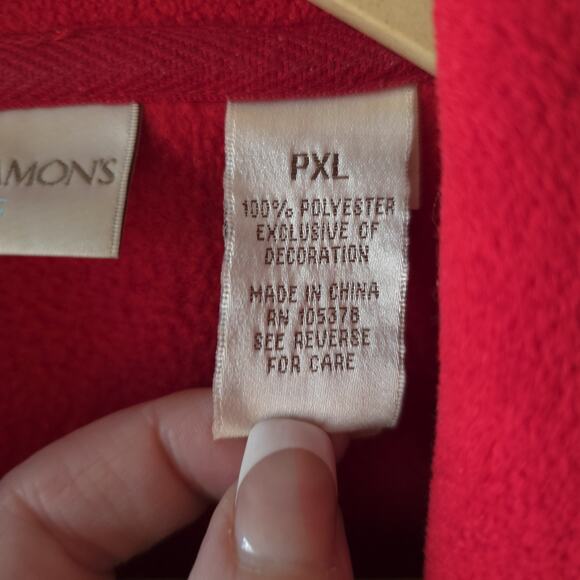 AMON'S
PXL
100% POLYESTER
EXCLUSIVE OF
DECORATION
MADE IN CHINA
RN 105378
SEE REVERSE
FOR CARE